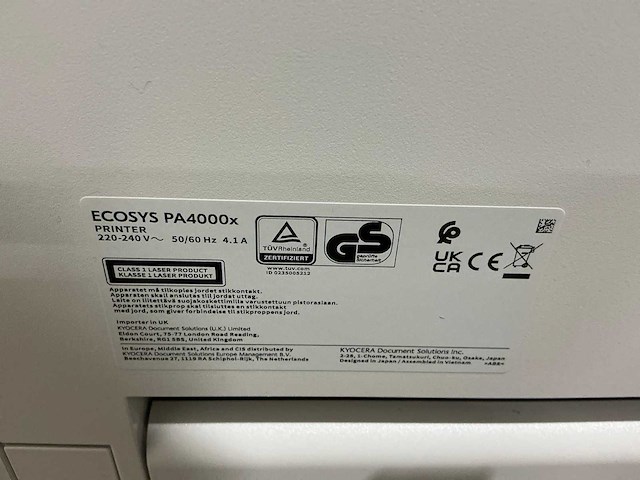 ECOSYS PA4000x
PRINTER
220-240 V~ 50/60 Hz 4.1 A
TÜVRheinland
ZERTIFIZIERT
www.tuv.com
ID 0235005212
GS
geprüfte
Sicherheit
UK
CA
CE
CLASS 1 LASER PRODUCT
KLASSE 1 LASER PRODUKT
Apparatet må tilkoples jordet stikkontakt.
Apparaten skall anslutas till jordat uttag.
Laite on liitettävä suojakoskettimilla varustettuun pistorasiaan.
Apparatets stikprop skal tilsluttes en stikkontakt
med jord, som giver forbindelse til stikproppens jord.
Importer in UK
KYOCERA Document Solutions (U.K.) Limited
Eldon Court, 75-77 London Road Reading,
Berkshire, RG1 5BS, United Kingdom
In Europe, Middle East, Africa and CIS distributed by
KYOCERA Document Solutions Europe Management B.V.
Beechavenue 27, 1119 RA Schiphol-Rijk, The Netherlands
KYOCERA Document Solutions Inc.
2-28, 1-Chome, Tamatsukuri, Chuo-Ku, Osaka, Japan
Designed in Japan / Assembled in Vietnam